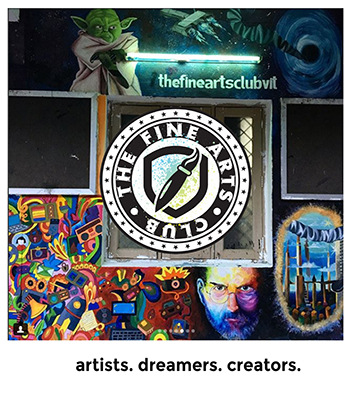 thefineartsclubvit
THE FINE ARTS
CLUB
artists. dreamers. creators.